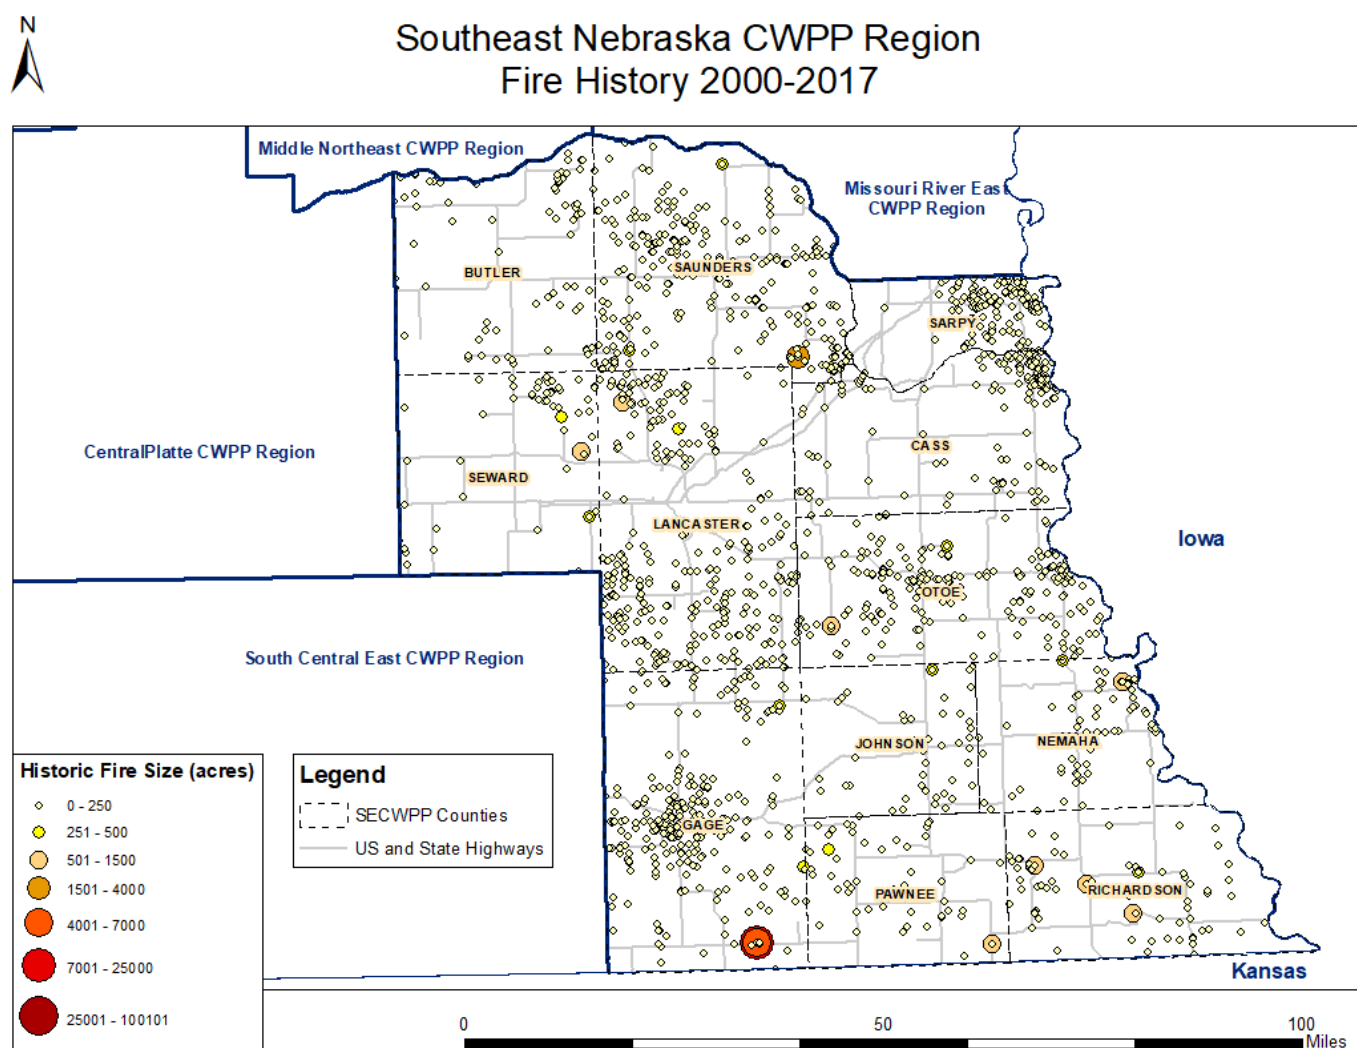 N
Southeast Nebraska CWPP Region
Fire History 2000-2017
Middle Northeast CWPP Region
Missouri River East
CWPP Region
BUTLER
SAUNDERS
SARPY
CentralPlatte CWPP Region
CASS
SEWARD
LANCASTER
Iowa
OTOE
South Central East CWPP Region
JOHNSON
NEMAHA
GAGE
PAWNEE
RICHARDSON
Kansas
Historic Fire Size (acres)
0 - 250
251 - 500
501 - 1500
1501 - 4000
4001 - 7000
7001 - 25000
25001 - 100101
Legend
SECWPP Counties
US and State Highways
0 50 100
Miles